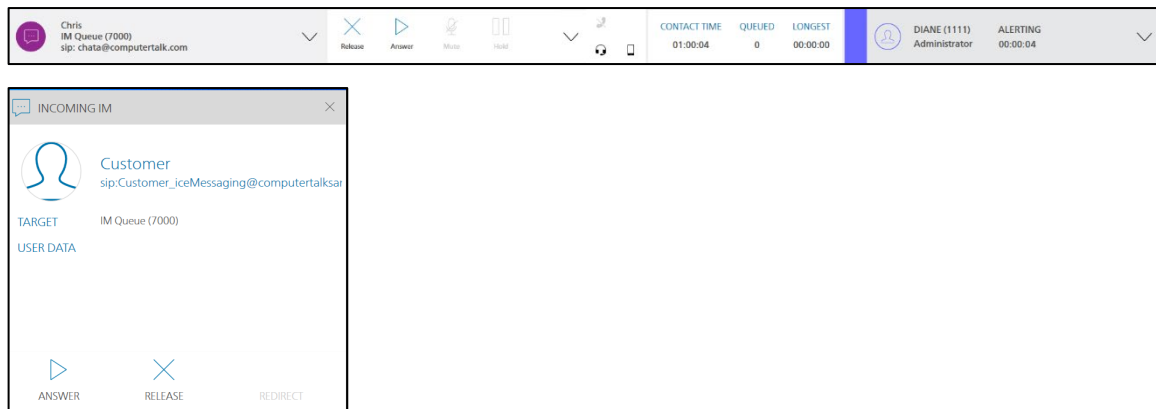 Chris
IM Queue (7000)
sip: chata@computertalk.com
Release
Answer
Mute
Hold
CONTACT TIME QUEUED LONGEST
01:00:04 0 00:00:00
DIANE (1111) ALERTING
Administrator 00:00:04
INCOMING IM
Customer
sip:Customer_iceMessaging@computertalksar
TARGET IM Queue (7000)
USER DATA
ANSWER RELEASE REDIRECT